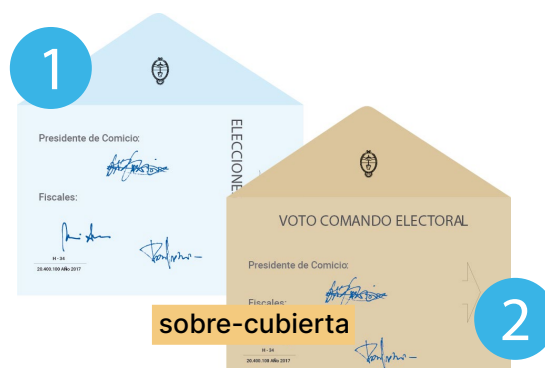 1
Presidente de Comicio:
Fiscales:
H - 34
20.400.100 Año 2017
ELECCIONE
VOTO COMANDO ELECTORAL
Presidente de Comicio:
Fiscales:
sobre-cubierta
H - 34
20.400.100 Año 2017
2